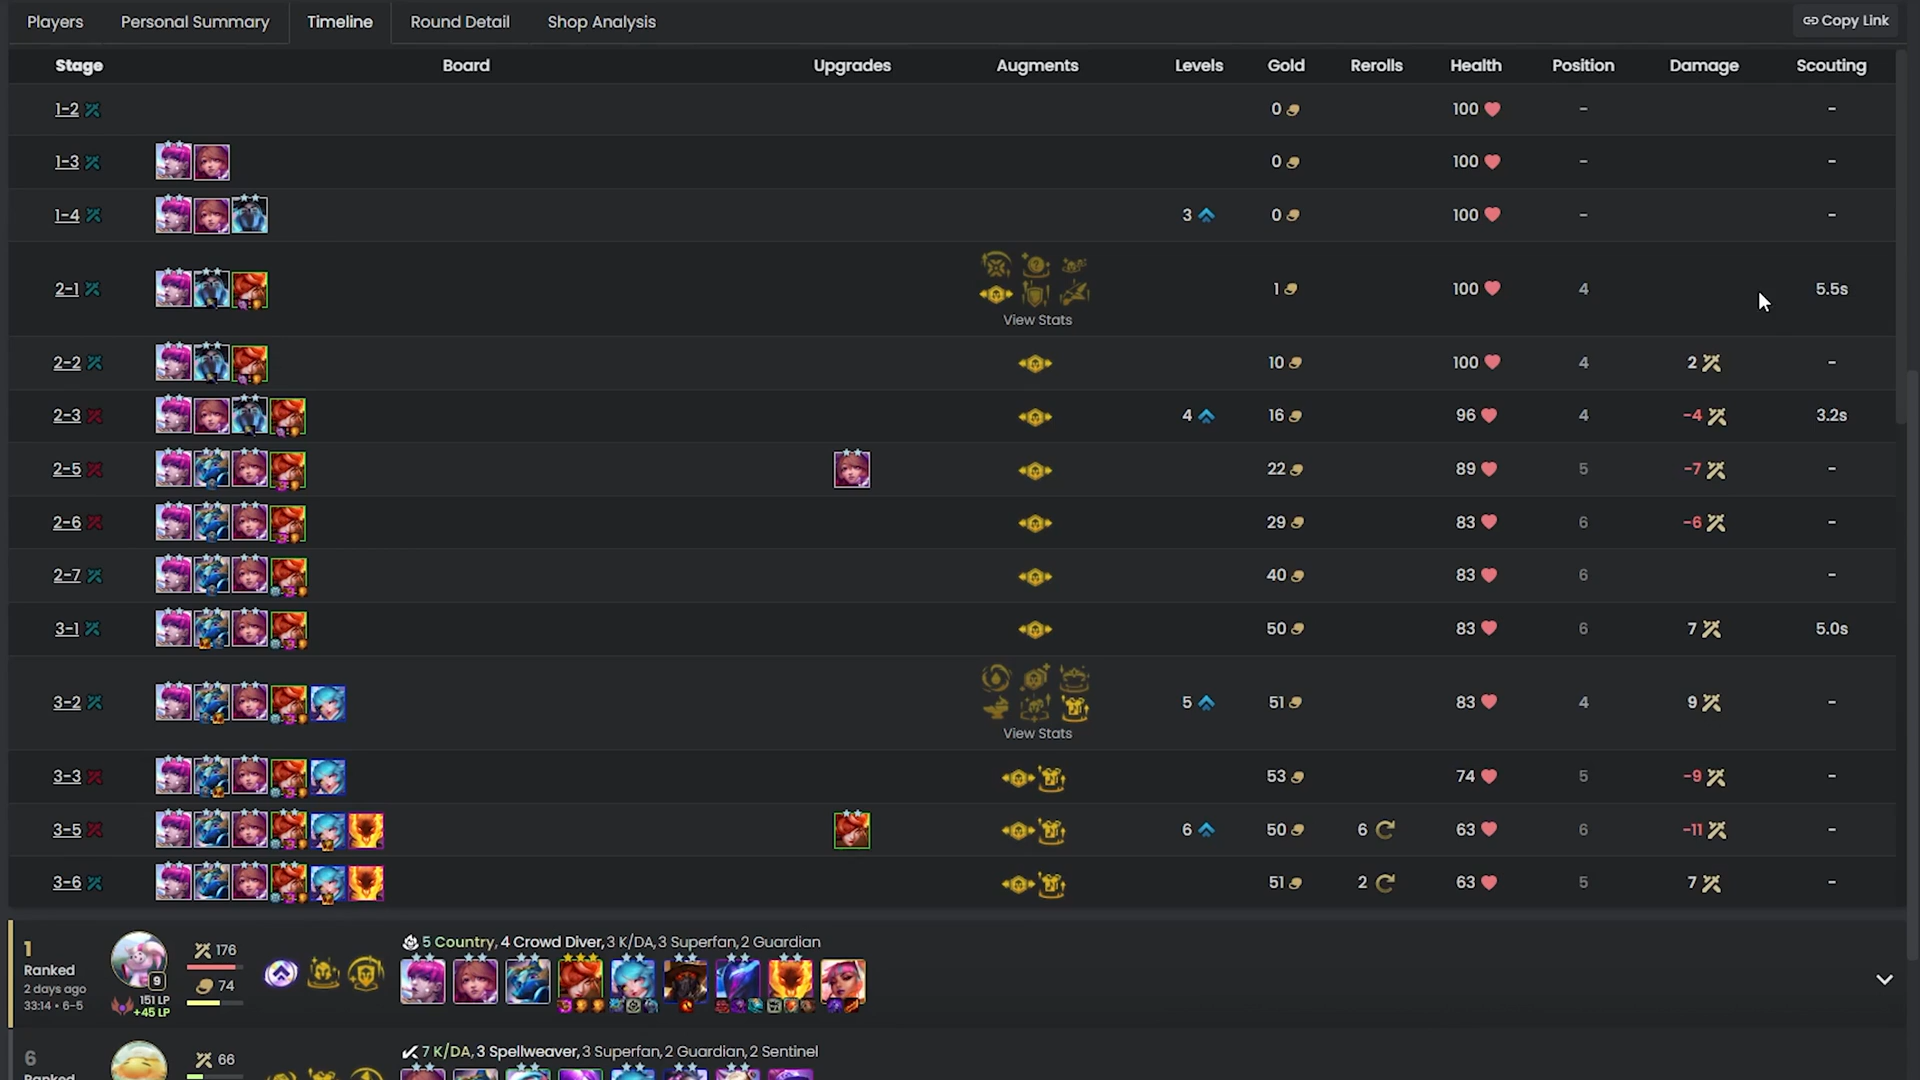 Players Personal Summary Timeline Round Detail Shop Analysis Copy Link
Stage Board Upgrades Augments Levels Gold Rerolls Health Position Damage Scouting
1-2 0 100 - -
1-3 0 100 - -
1-4 3 0 100 - -
2-1 1 100 4 5.5s
View Stats
2-2 10 100 4 2 -
2-3 4 16 96 4 -4 3.2s
2-5 22 89 5 -7 -
2-6 29 83 6 -6 -
2-7 40 83 6 -
3-1 50 83 6 7 5.0s
3-2 5 51 83 4 9 -
View Stats
3-3 53 74 5 -9 -
3-5 6 50 6 63 6 -11 -
3-6 51 2 63 5 7 -
1
Ranked
2 days ago
33:14 • 6-5
9
151 LP
+45 LP
176
74
5 Country, 4 Crowd Diver, 3 K/DA, 3 Superfan, 2 Guardian
6
Ranked
66
7 K/DA, 3 Spellweaver, 3 Superfan, 2 Guardian, 2 Sentinel